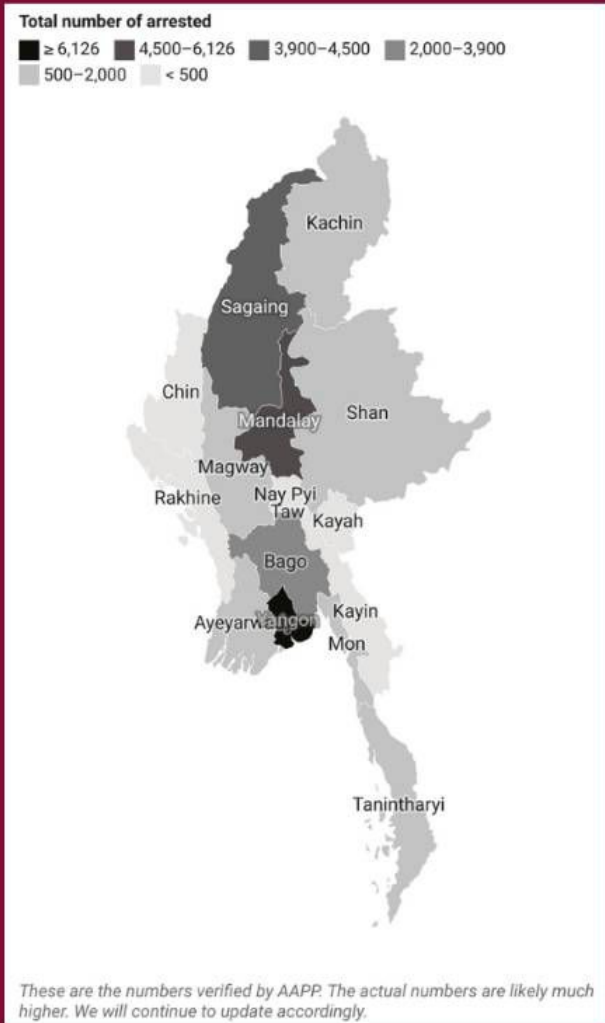 Total number of arrested
≥ 6,126 4,500–6,126 3,900–4,500 2,000–3,900
500–2,000 < 500
Kachin
Sagaing
Chin
Shan
Mandalay
Magway
Rakhine
Nay Pyi
Taw
Kayah
Bago
Kayin
Ayeyarwa
Yangon
Mon
Tanintharyi
These are the numbers verified by AAPP. The actual numbers are likely much
higher. We will continue to update accordingly.